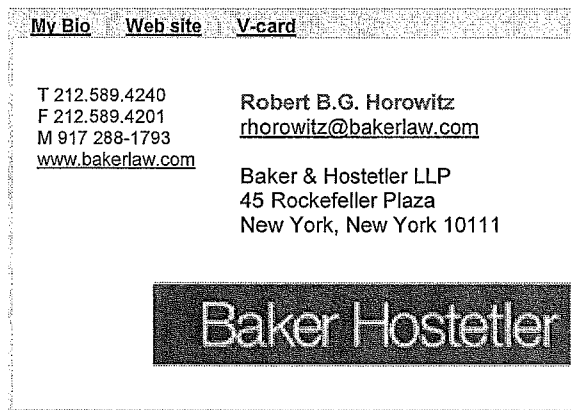 My Bio Web site V-card
T 212.589.4240
F 212.589.4201
M 917 288-1793
www.bakerlaw.com
Robert B.G. Horowitz
rhorowitz@bakerlaw.com
Baker & Hostetler LLP
45 Rockefeller Plaza
New York, New York 10111
Baker Hostetler